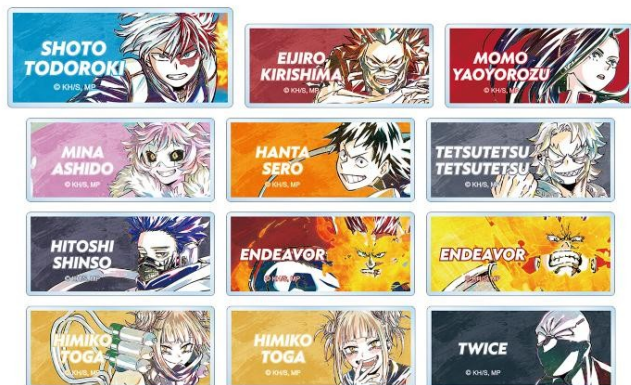 SHOTO
TODOROKI
© KH/S, MP
EIJIRO
KIRISHIMA
© KH/S, MP
MOMO
YAOYOROZU
© KH/S, MP
MINA
ASHIDO
© KH/S, MP
HANTA
SERO
© KH/S, MP
TETSUTETSU
TETSUTETSU
© KH/S, MP
HITOSHI
SHINSO
© KH/S, MP
ENDEAVOR
© KH/S, MP
ENDEAVOR
© KH/S, MP
HIMIKO
TOGA
© KH/S, MP
HIMIKO
TOGA
© KH/S, MP
TWICE
© KH/S, MP